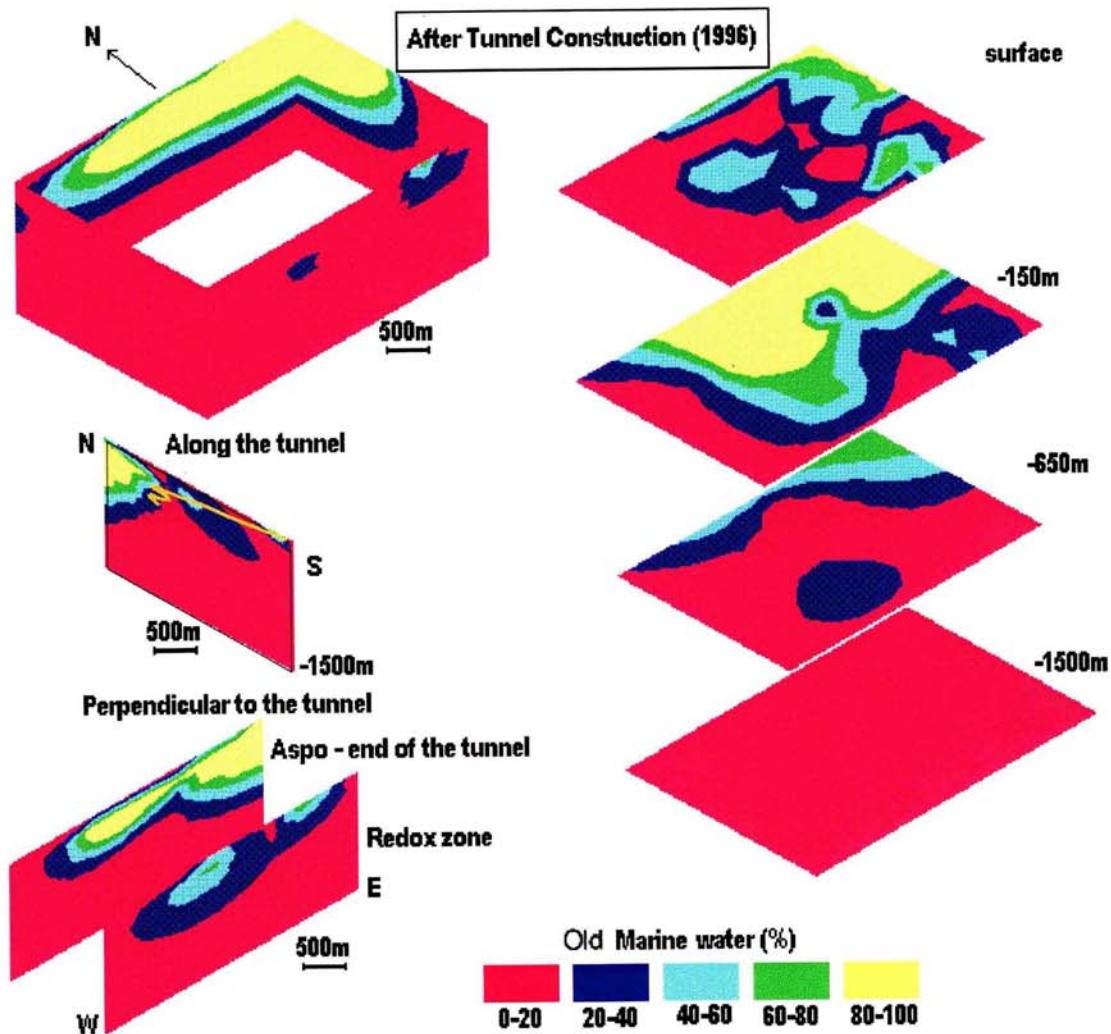 After Tunnel Construction (1996)
N
surface
500m
-150m
N
Along the tunnel
-650m
S
500m
-1500m
-1500m
Perpendicular to the tunnel
Aspo - end of the tunnel
Redox zone
E
500m
W
Old Marine water (%)
0-20 20-40 40-60 60-80 80-100